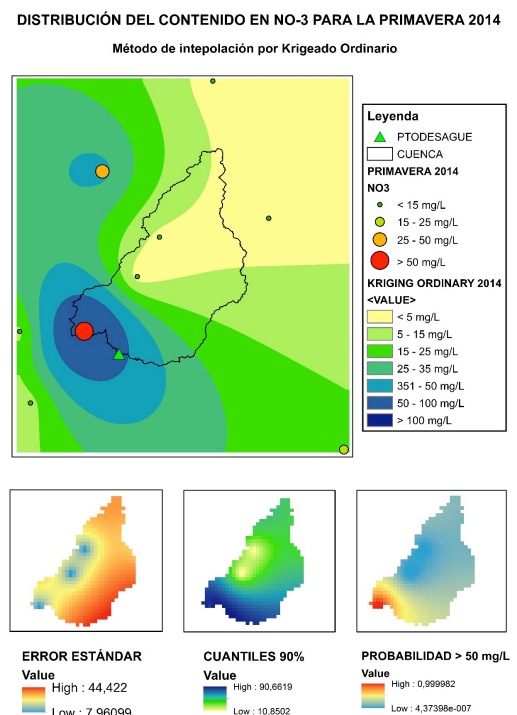 DISTRIBUCIÓN DEL CONTENIDO EN NO-3 PARA LA PRIMAVERA 2014
Método de intepolación por Krigeado Ordinario
Leyenda
PTODESAGUE
CUENCA
PRIMAVERA 2014
NO3
< 15 mg/L
15 - 25 mg/L
25 - 50 mg/L
> 50 mg/L
KRIGING ORDINARY 2014
<VALUE>
< 5 mg/L
5 - 15 mg/L
15 - 25 mg/L
25 - 35 mg/L
351 - 50 mg/L
50 - 100 mg/L
> 100 mg/L
ERROR ESTÁNDAR
Value
High : 44,422
Low : 7,96099
CUANTILES 90%
Value
High : 90,6619
Low : 10,8502
PROBABILIDAD > 50 mg/L
Value
High : 0,999982
Low : 4,37398e-007